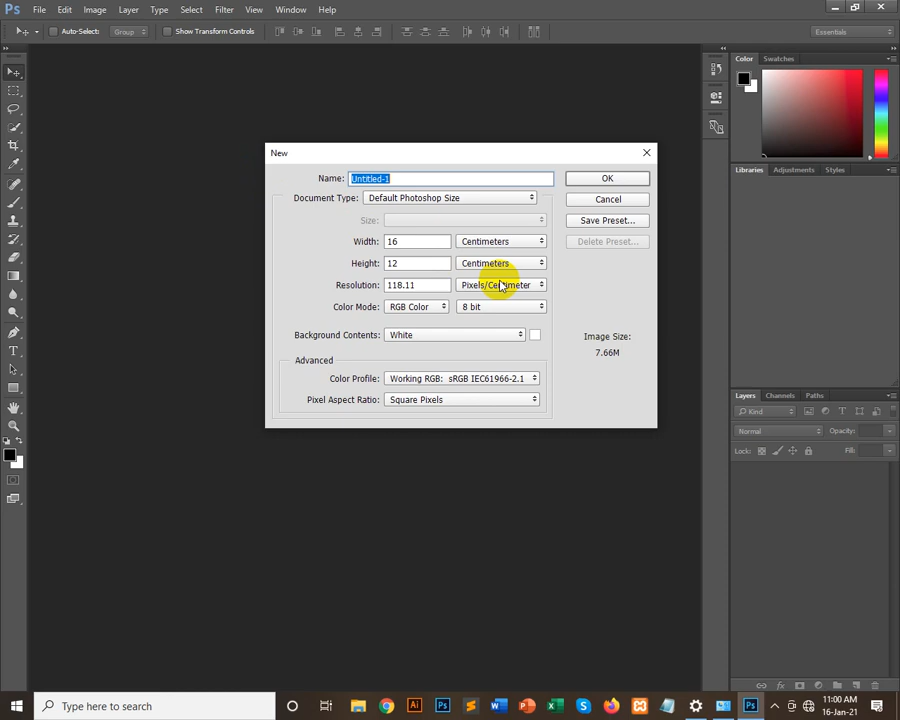 Ps File Edit Image Layer Type Select Filter View Window Help
Auto-Select: Group Show Transform Controls Essentials
Color Swatches
New
Name: Untitled-1 OK
Document Type: Default Photoshop Size Cancel
Size: Save Preset...
Width: 16 Centimeters Delete Preset...
Height: 12 Centimeters
Resolution: 118.11 Pixels/Centimeter
Color Mode: RGB Color 8 bit
Background Contents: White
Image Size:
7.66M
Advanced
Color Profile: Working RGB: sRGB IEC61966-2.1
Pixel Aspect Ratio: Square Pixels
Libraries Adjustments Styles
Layers Channels Paths
Kind
Normal Opacity:
Lock: Fill:
fx
Type here to search
11:00 AM
16-Jan-21